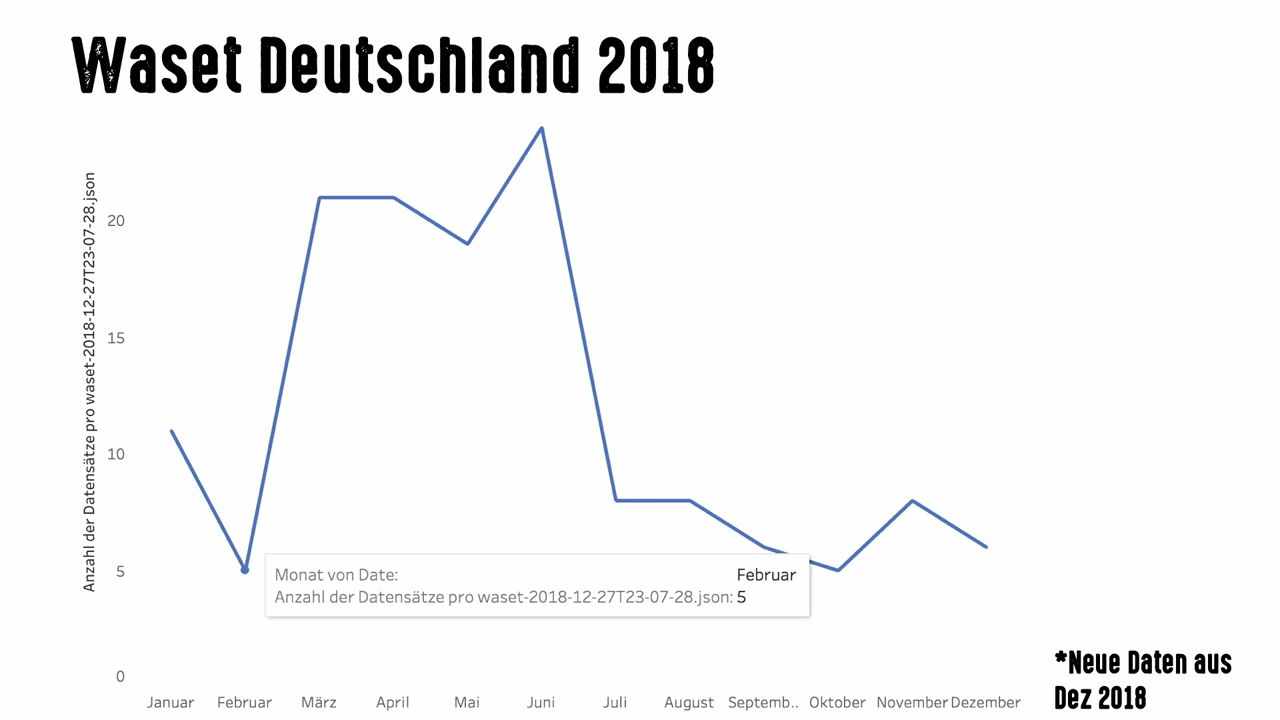 Waset Deutschland 2018
Anzahl der Datensätze pro waset-2018-12-27T23-07-28.json
20
15
10
5
0
Monat von Date: Februar
Anzahl der Datensätze pro waset-2018-12-27T23-07-28.json: 5
Januar Februar März April Mai Juni Juli August Septemb.. Oktober November Dezember
*Neue Daten aus
Dez 2018